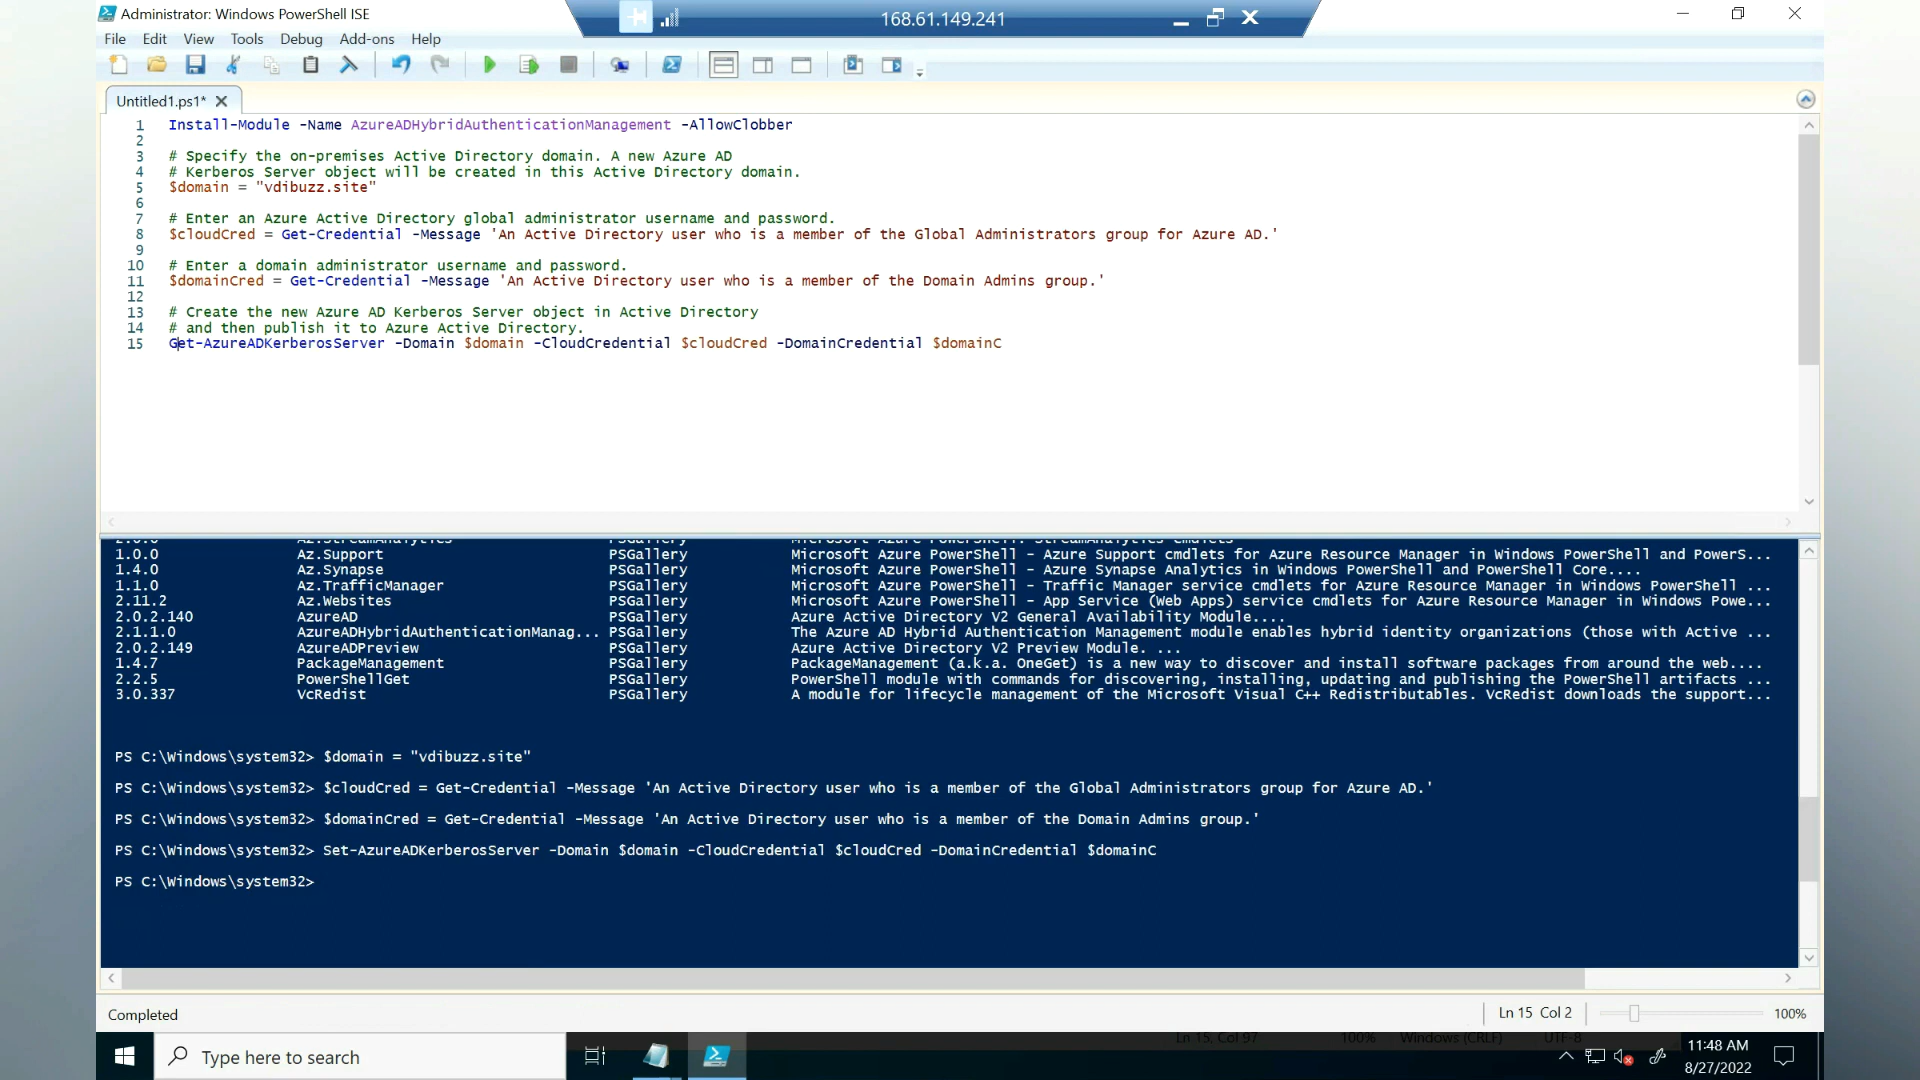 Administrator: Windows PowerShell ISE
168.61.149.241
File Edit View Tools Debug Add-ons Help
Untitled1.ps1*
1 Install-Module -Name AzureADHybridAuthenticationManagement -AllowClobber
2
3 # Specify the on-premises Active Directory domain. A new Azure AD
4 # Kerberos Server object will be created in this Active Directory domain.
5 $domain = "vdibuzz.site"
6
7 # Enter an Azure Active Directory global administrator username and password.
8 $cloudCred = Get-Credential -Message 'An Active Directory user who is a member of the Global Administrators group for Azure AD.'
9
10 # Enter a domain administrator username and password.
11 $domainCred = Get-Credential -Message 'An Active Directory user who is a member of the Domain Admins group.'
12
13 # Create the new Azure AD Kerberos Server object in Active Directory
14 # and then publish it to Azure Active Directory.
15 Get-AzureADKerberosServer -Domain $domain -CloudCredential $cloudCred -DomainCredential $domainC
2.0.0 Az.StreamAnalytics PSGallery Microsoft Azure PowerShell - StreamAnalytics cmdlets
1.0.0 Az.Support PSGallery Microsoft Azure PowerShell - Azure Support cmdlets for Azure Resource Manager in Windows PowerShell and PowerS...
1.4.0 Az.Synapse PSGallery Microsoft Azure PowerShell - Azure Synapse Analytics in Windows PowerShell and PowerShell Core....
1.1.0 Az.TrafficManager PSGallery Microsoft Azure PowerShell - Traffic Manager service cmdlets for Azure Resource Manager in Windows PowerShell ...
2.11.2 Az.Websites PSGallery Microsoft Azure PowerShell - App Service (Web Apps) service cmdlets for Azure Resource Manager in Windows Powe...
2.0.2.140 AzureAD PSGallery Azure Active Directory V2 General Availability Module....
2.1.1.0 AzureADHybridAuthenticationManag... PSGallery The Azure AD Hybrid Authentication Management module enables hybrid identity organizations (those with Active ...
2.0.2.149 AzureADPreview PSGallery Azure Active Directory V2 Preview Module. ...
1.4.7 PackageManagement PSGallery PackageManagement (a.k.a. OneGet) is a new way to discover and install software packages from around the web....
2.2.5 PowerShellGet PSGallery PowerShell module with commands for discovering, installing, updating and publishing the PowerShell artifacts ...
3.0.337 VcRedist PSGallery A module for lifecycle management of the Microsoft Visual C++ Redistributables. VcRedist downloads the support...
PS C:\Windows\system32> $domain = "vdibuzz.site"
PS C:\Windows\system32> $cloudCred = Get-Credential -Message 'An Active Directory user who is a member of the Global Administrators group for Azure AD.'
PS C:\Windows\system32> $domainCred = Get-Credential -Message 'An Active Directory user who is a member of the Domain Admins group.'
PS C:\Windows\system32> Set-AzureADKerberosServer -Domain $domain -CloudCredential $cloudCred -DomainCredential $domainC
PS C:\Windows\system32>
Completed
Ln 15 Col 2
100%
Ln 15, Col 97 100% Windows (CRLF) UTF-8
Type here to search
11:48 AM
8/27/2022